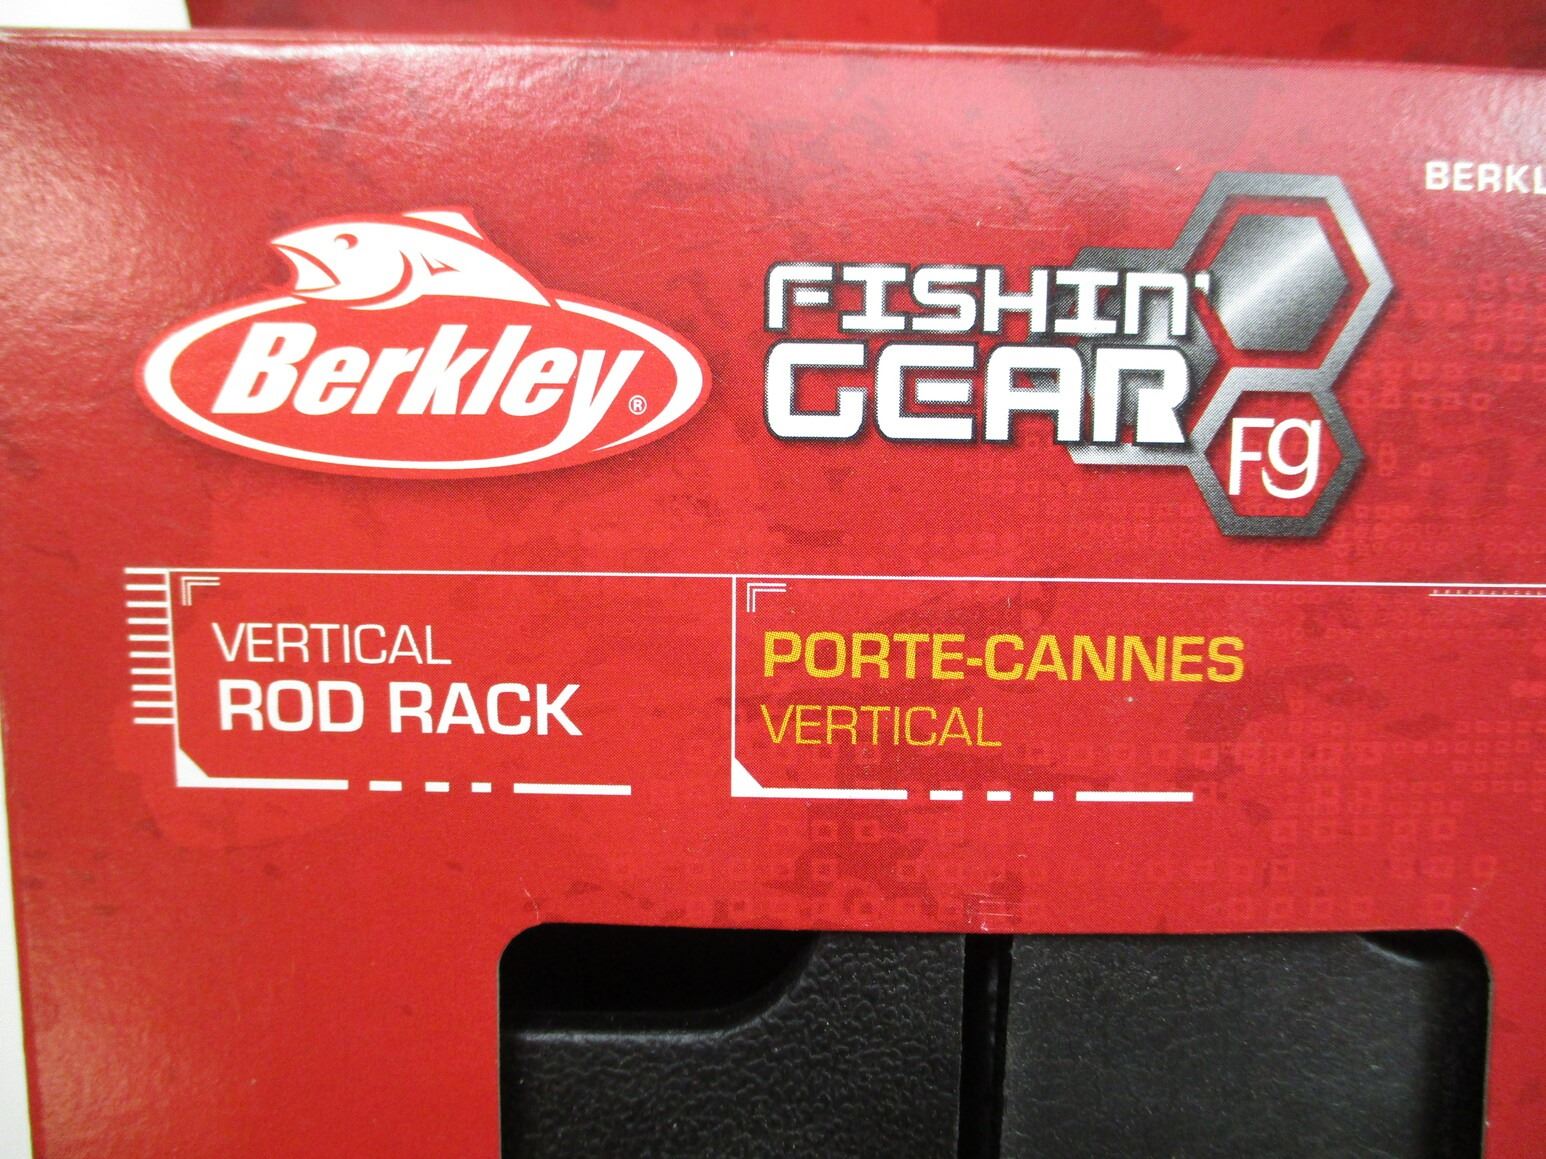 BERKL
Berkley®
FISHIN'
GEAR
Fg
VERTICAL
ROD RACK
PORTE-CANNES
VERTICAL